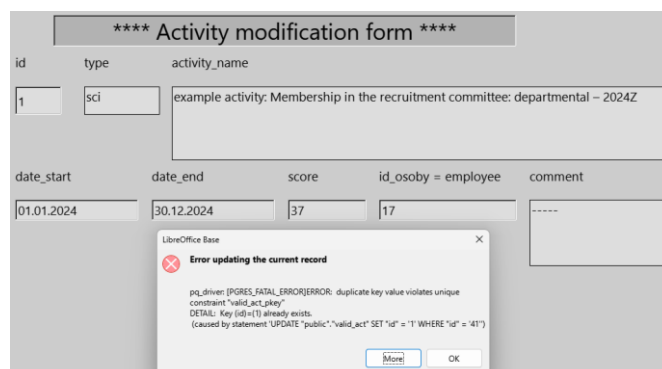 **** Activity modification form ****
id type activity_name
1 sci example activity: Membership in the recruitment committee: departmental – 2024Z
date_start date_end score id_osoby = employee comment
01.01.2024 30.12.2024 37 17 -----
LibreOffice Base
Error updating the current record
pq_driver: [PGRES_FATAL_ERROR]ERROR: duplicate key value violates unique
constraint "valid_act_pkey"
DETAIL: Key (id)=(1) already exists.
(caused by statement 'UPDATE "public"."valid_act" SET "id" = '1' WHERE "id" = '41'')
More OK